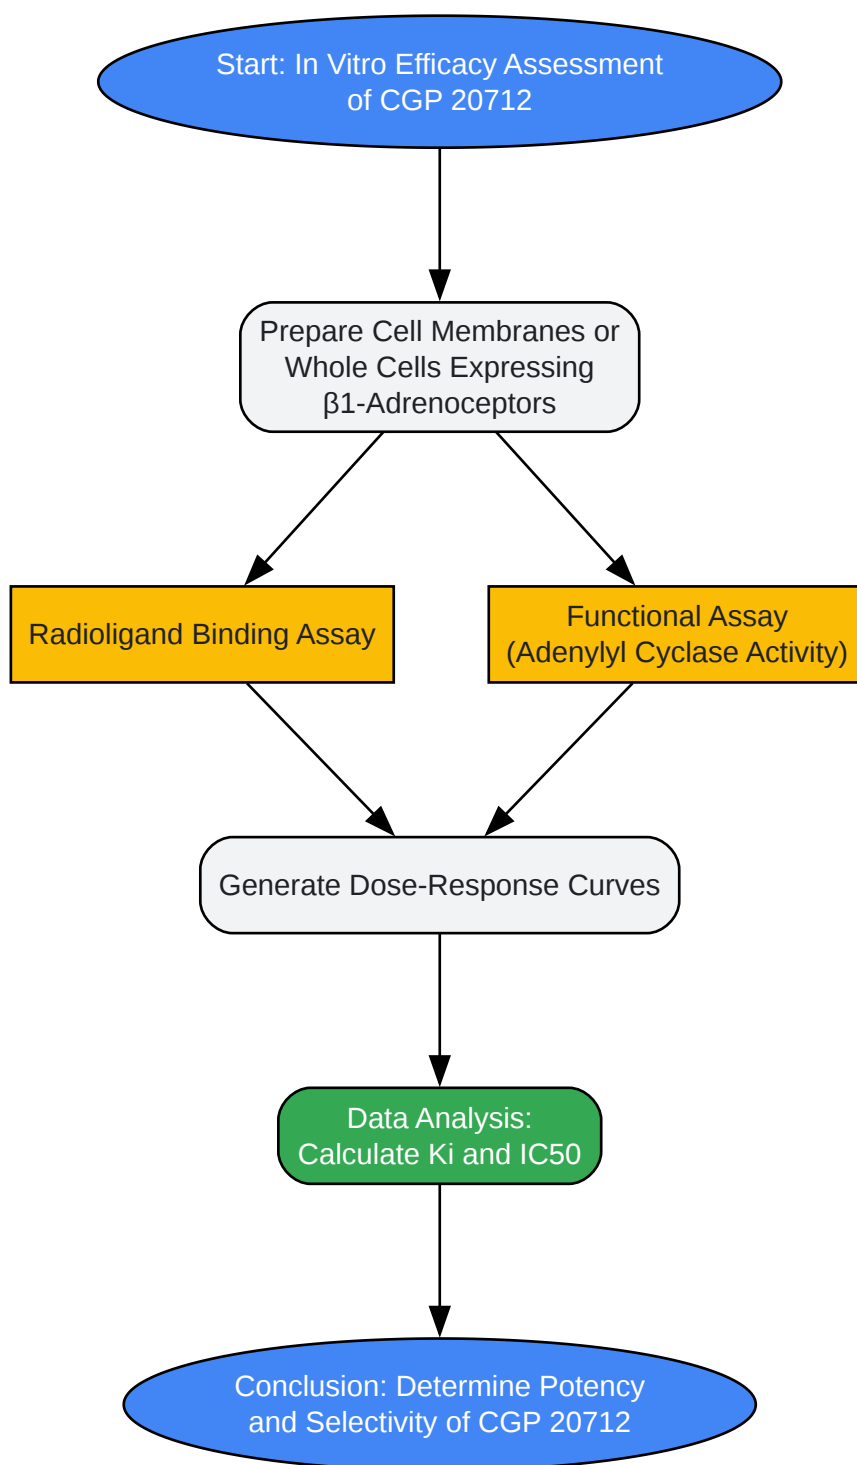 Start: In Vitro Efficacy Assessment
of CGP 20712
Prepare Cell Membranes or
Whole Cells Expressing
β1-Adrenoceptors
Radioligand Binding Assay
Functional Assay
(Adenylyl Cyclase Activity)
Generate Dose-Response Curves
Data Analysis:
Calculate Ki and IC50
Conclusion: Determine Potency
and Selectivity of CGP 20712